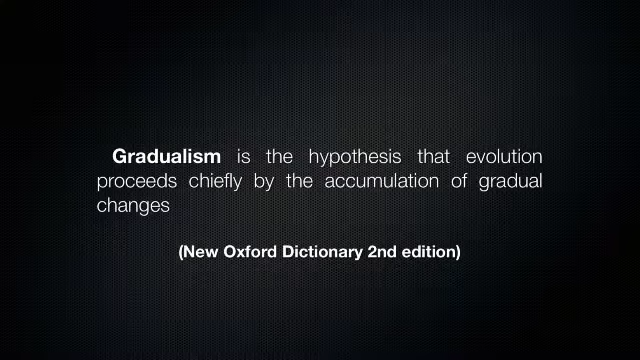 Gradualism is the hypothesis that evolution
proceeds chiefly by the accumulation of gradual
changes
(New Oxford Dictionary 2nd edition)